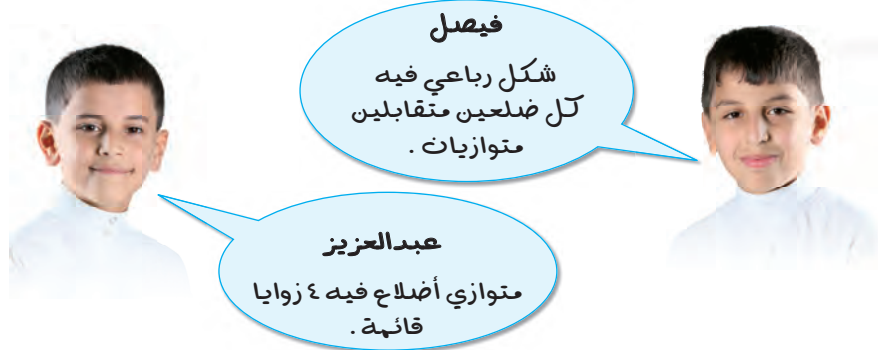 فيصل
شكل رباعي فيه
كل ضلعين متقابلين
متوازيان .
عبدالعزيز
متوازي أضلاع فيه ٤ زوايا
قائمة .